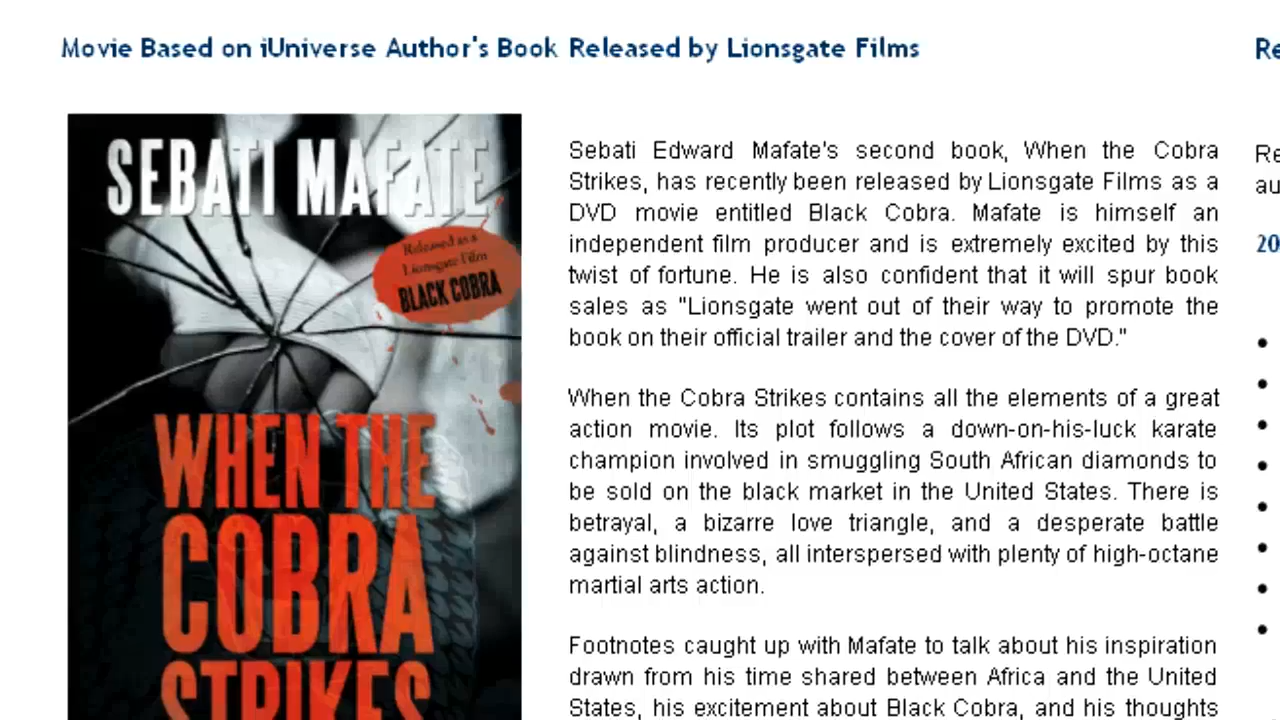 Movie Based on iUniverse Author's Book Released by Lionsgate Films
SEBATI MAFATE
Released as a
Lionsgate Film
BLACK COBRA
WHEN THE
COBRA
STRIKES
Sebati Edward Mafate's second book, When the Cobra
Strikes, has recently been released by Lionsgate Films as a
DVD movie entitled Black Cobra. Mafate is himself an
independent film producer and is extremely excited by this
twist of fortune. He is also confident that it will spur book
sales as "Lionsgate went out of their way to promote the
book on their official trailer and the cover of the DVD."
When the Cobra Strikes contains all the elements of a great
action movie. Its plot follows a down-on-his-luck karate
champion involved in smuggling South African diamonds to
be sold on the black market in the United States. There is
betrayal, a bizarre love triangle, and a desperate battle
against blindness, all interspersed with plenty of high-octane
martial arts action.
Footnotes caught up with Mafate to talk about his inspiration
drawn from his time shared between Africa and the United
States, his excitement about Black Cobra, and his thoughts
Re
Re
au
20